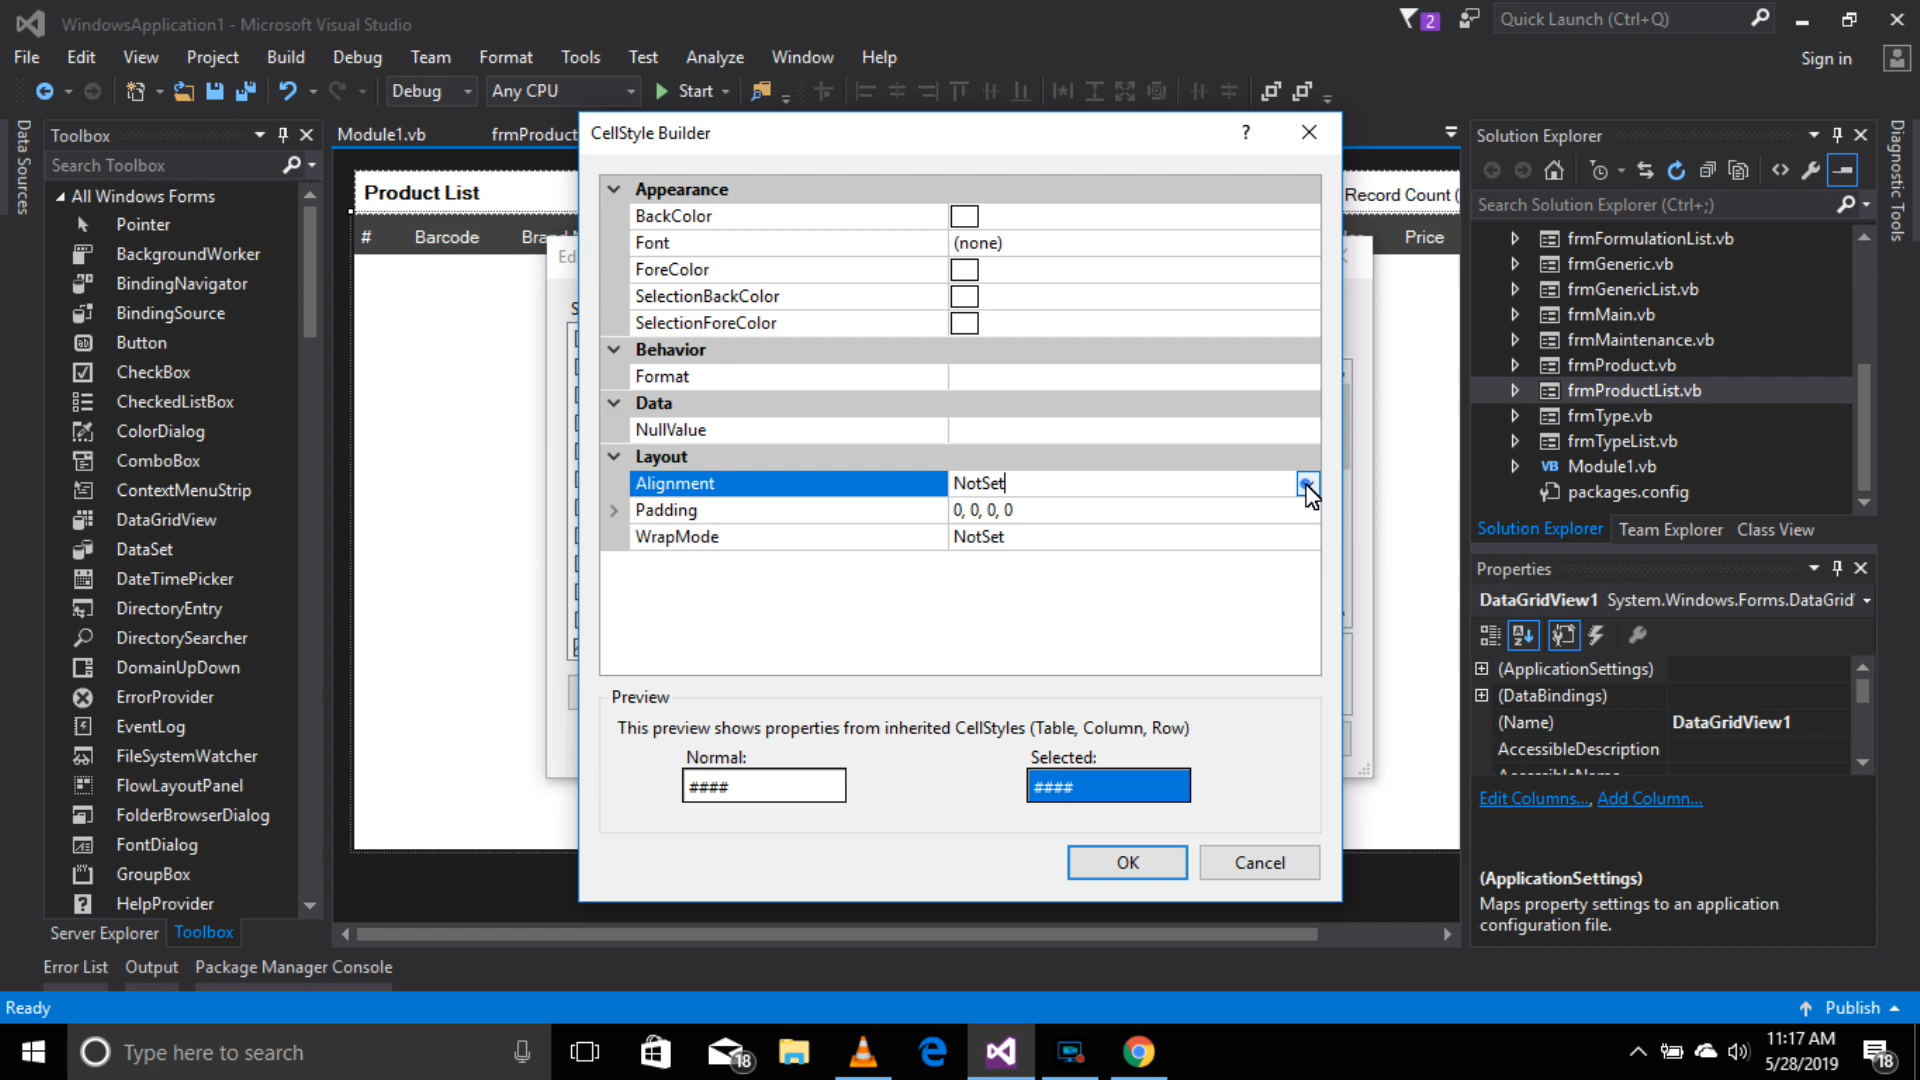 WindowsApplication1 - Microsoft Visual Studio
2
Quick Launch (Ctrl+Q)
File Edit View Project Build Debug Team Format Tools Test Analyze Window Help
Sign in
Debug Any CPU Start
Data Sources
Toolbox
Search Toolbox
All Windows Forms
Pointer
BackgroundWorker
BindingNavigator
BindingSource
Button
CheckBox
CheckedListBox
ColorDialog
ComboBox
ContextMenuStrip
DataGridView
DataSet
DateTimePicker
DirectoryEntry
DirectorySearcher
DomainUpDown
ErrorProvider
EventLog
FileSystemWatcher
FlowLayoutPanel
FolderBrowserDialog
FontDialog
GroupBox
HelpProvider
Server Explorer Toolbox
Module1.vb frmProduct
Product List
Record Count (
# Barcode Bra
Price
Ed
CellStyle Builder
?
Appearance
BackColor
Font (none)
ForeColor
SelectionBackColor
SelectionForeColor
Behavior
Format
Data
NullValue
Layout
Alignment NotSet
Padding 0, 0, 0, 0
WrapMode NotSet
Preview
This preview shows properties from inherited CellStyles (Table, Column, Row)
Normal: Selected:
#### ####
OK Cancel
Solution Explorer
Search Solution Explorer (Ctrl+;)
frmFormulationList.vb
frmGeneric.vb
frmGenericList.vb
frmMain.vb
frmMaintenance.vb
frmProduct.vb
frmProductList.vb
frmType.vb
frmTypeList.vb
VB Module1.vb
packages.config
Solution Explorer Team Explorer Class View
Diagnostic Tools
Properties
DataGridView1 System.Windows.Forms.DataGrid
(ApplicationSettings)
(DataBindings)
(Name) DataGridView1
AccessibleDescription
Edit Columns..., Add Column...
(ApplicationSettings)
Maps property settings to an application
configuration file.
Error List Output Package Manager Console
Ready
Publish
Type here to search
18
11:17 AM
5/28/2019
18